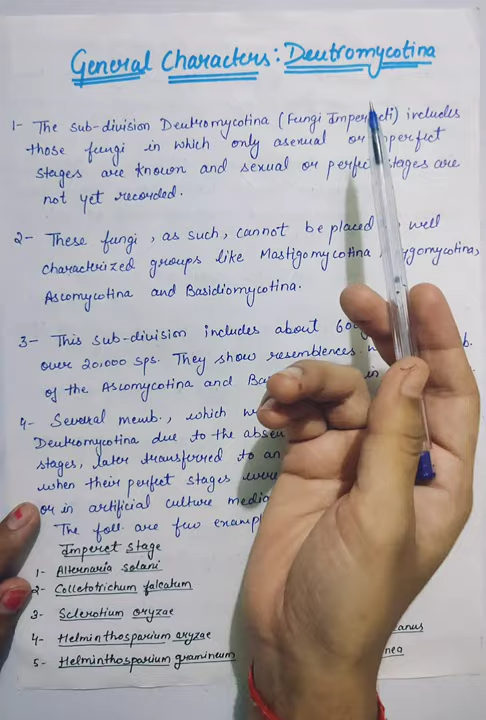 General Characters: Deutromycotina
1- The sub-division Deutromycotina (Fungi Imperfecti) includes
those fungi in which only asexual or imperfect
stages are known and sexual or perfect stages are
not yet recorded.
2- These fungi, as such, cannot be placed well
characterized groups like Mastigomycotina, Zygomycotina,
Ascomycotina and Basidiomycotina.
3- This sub-division includes about
over 20,000 sps. They show resemblences
of the Ascomycotina and
4- Several memb., which
Deutromycotina due to the
stages, later transferred to an
when their perfect stages were
or in artificial culture
The foll. are few
Imperet stage
1- Alternaria solani
2- Colletotrichum falcatum
3- Sclerotium oryzae
4- Helminthosparium oryzae
5- Helminthosparium gramineum